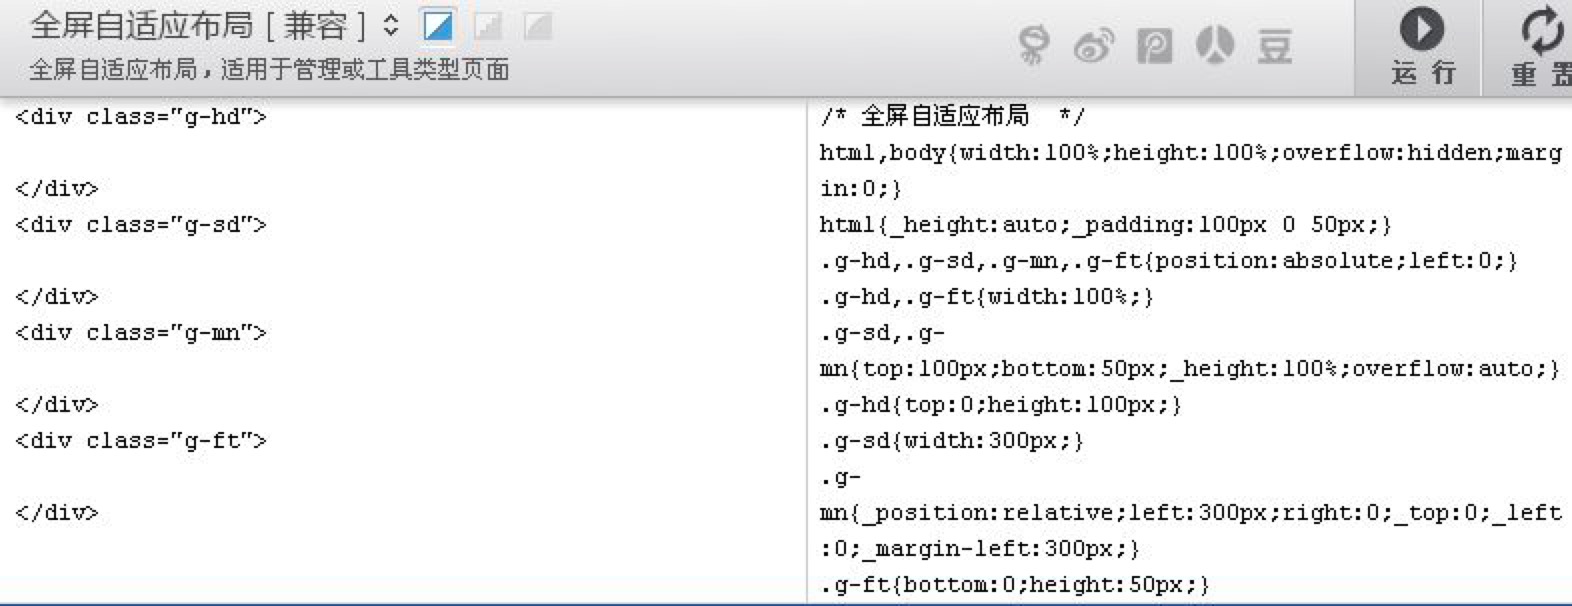 全屏自适应布局 [ 兼容 ]
全屏自适应布局，适用于管理或工具类型页面
豆
运 行
重 置
<div class="g-hd">
</div>
<div class="g-sd">
</div>
<div class="g-mn">
</div>
<div class="g-ft">
</div>
/* 全屏自适应布局  */
html,body{width:100%;height:100%;overflow:hidden;marg
in:0;}
html{_height:auto;_padding:100px 0 50px;}
.g-hd,.g-sd,.g-mn,.g-ft{position:absolute;left:0;}
.g-hd,.g-ft{width:100%;}
.g-sd,.g-
mn{top:100px;bottom:50px;_height:100%;overflow:auto;}
.g-hd{top:0;height:100px;}
.g-sd{width:300px;}
.g-
mn{_position:relative;left:300px;right:0;_top:0;_left
:0;_margin-left:300px;}
.g-ft{bottom:0;height:50px;}